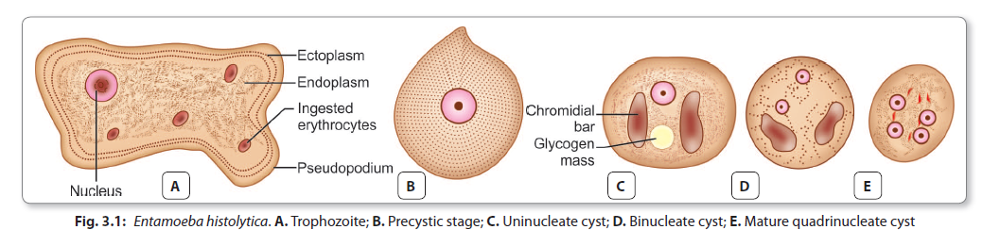 Ectoplasm
Endoplasm
Ingested
erythrocytes
Pseudopodium
Nucleus
Chromidial
bar
Glycogen
mass
A
B
C
D
E
Fig. 3.1: Entamoeba histolytica. A. Trophozoite; B. Precystic stage; C. Uninucleate cyst; D. Binucleate cyst; E. Mature quadrinucleate cyst